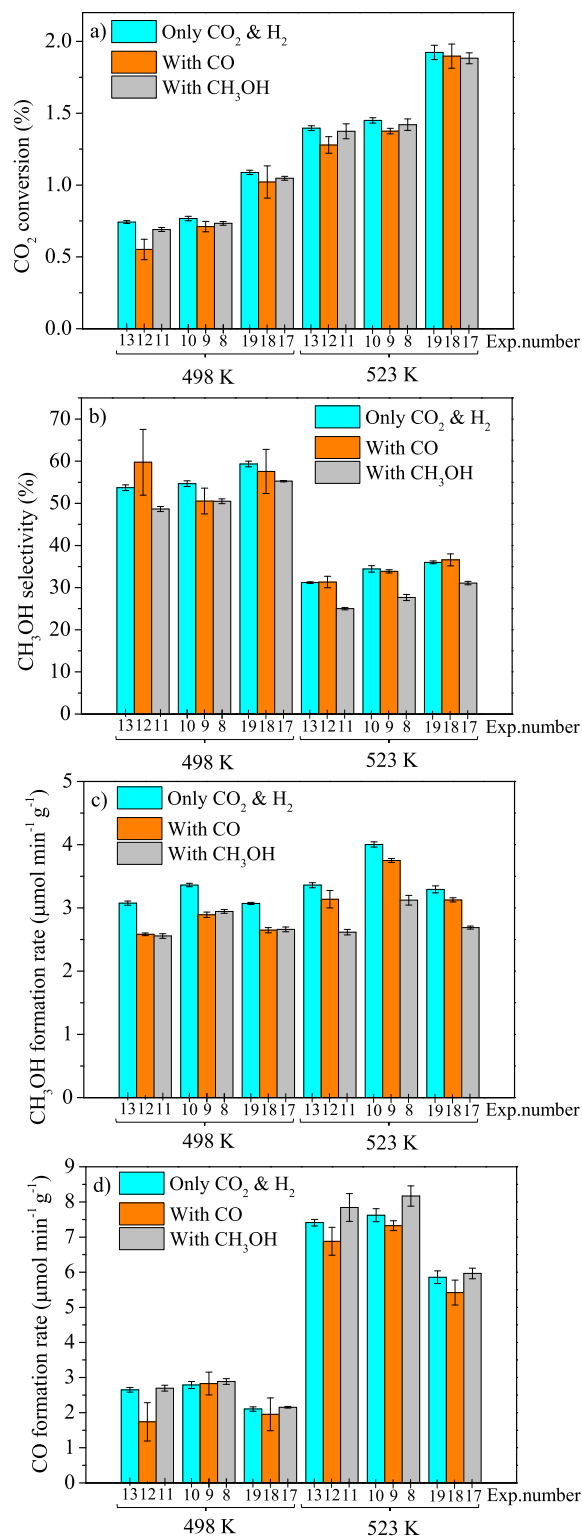 a)
Only CO₂ & H₂
With CO
With CH₃OH
CO₂ conversion (%)
2.0
1.5
1.0
0.5
0.0
13 12 11 10 9 8 19 18 17 13 12 11 10 9 8 19 18 17 Exp.number
498 K 523 K
b)
Only CO₂ & H₂
With CO
With CH₃OH
CH₃OH selectivity (%)
70
60
50
40
30
20
10
0
13 12 11 10 9 8 19 18 17 13 12 11 10 9 8 19 18 17 Exp.number
498 K 523 K
c)
Only CO₂ & H₂
With CO
With CH₃OH
CH₃OH formation rate (μmol min⁻¹ g⁻¹)
5
4
3
2
1
0
13 12 11 10 9 8 19 18 17 13 12 11 10 9 8 19 18 17 Exp.number
498 K 523 K
d)
Only CO₂ & H₂
With CO
With CH₃OH
CO formation rate (μmol min⁻¹ g⁻¹)
9
8
7
6
5
4
3
2
1
0
13 12 11 10 9 8 19 18 17 13 12 11 10 9 8 19 18 17 Exp.number
498 K 523 K